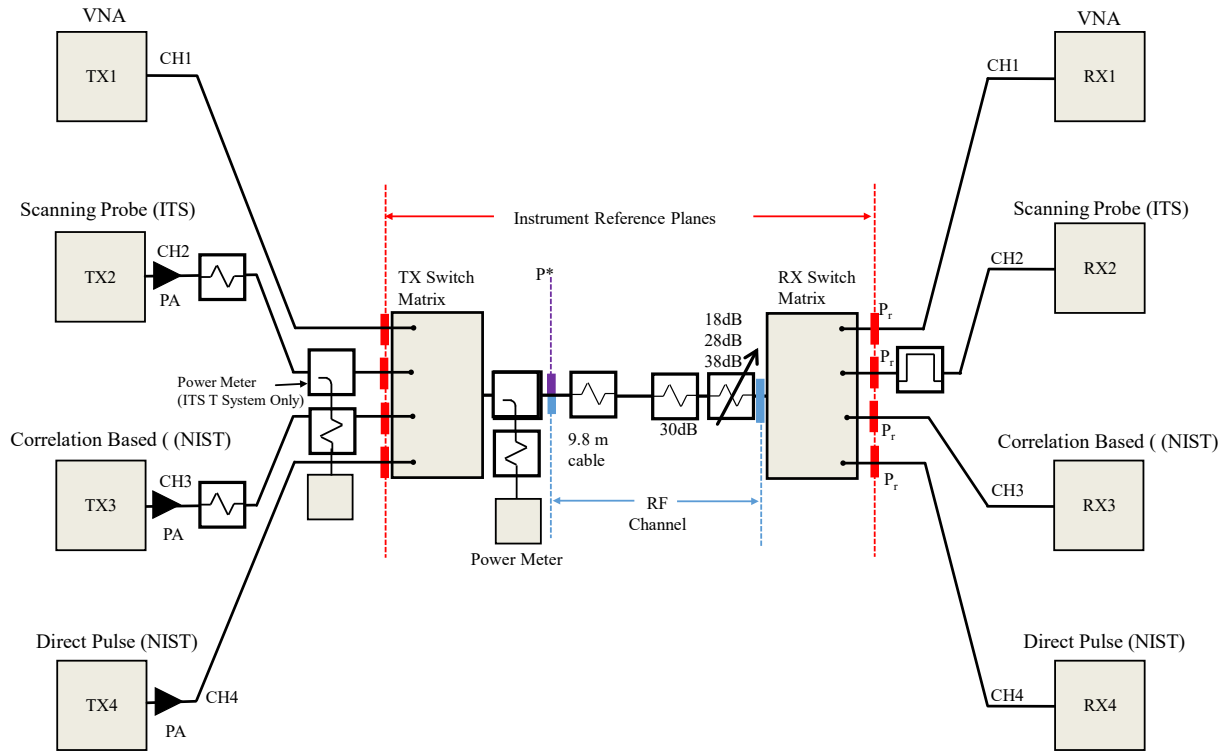 VNA
TX1
CH1
Scanning Probe (ITS)
TX2
CH2
PA
Power Meter
(ITS T System Only)
Correlation Based ( (NIST)
TX3
CH3
PA
Direct Pulse (NIST)
TX4
CH4
PA
Instrument Reference Planes
TX Switch
Matrix
P*
9.8 m
cable
30dB
18dB
28dB
38dB
RF
Channel
Power Meter
RX Switch
Matrix
Pr
Pr
Pr
Pr
VNA
CH1
RX1
Scanning Probe (ITS)
CH2
RX2
Correlation Based ( (NIST)
CH3
RX3
Direct Pulse (NIST)
CH4
RX4